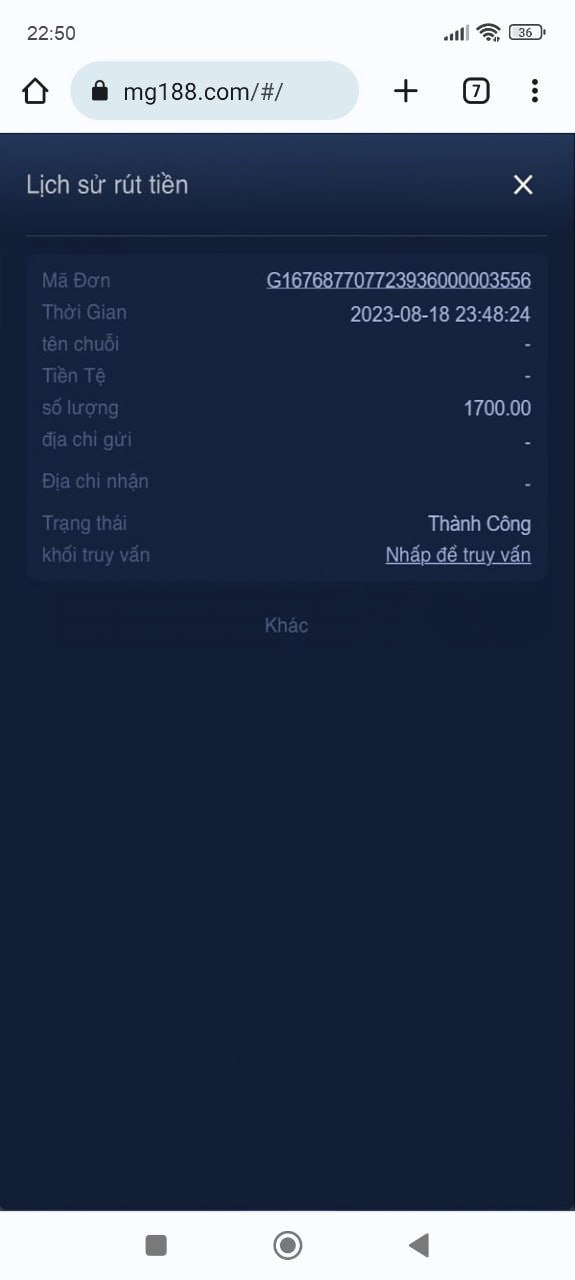 22:50
36
mg188.com/#/
7
Lịch sử rút tiền
Mã Đơn G167687707723936000003556
Thời Gian 2023-08-18 23:48:24
tên chuỗi -
Tiền Tệ -
số lượng 1700.00
địa chỉ gửi -
Địa chỉ nhận -
Trạng thái Thành Công
khối truy vấn Nhấp để truy vấn
Khác